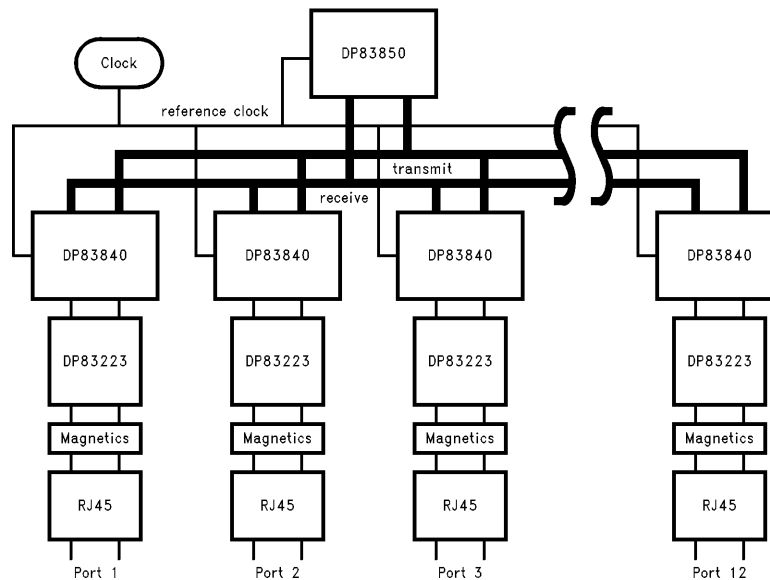 DP83850
Clock
reference clock
transmit
receive
DP83840
DP83840
DP83840
DP83840
DP83223
DP83223
DP83223
DP83223
Magnetics
Magnetics
Magnetics
Magnetics
RJ45
RJ45
RJ45
RJ45
Port 1
Port 2
Port 3
Port 12